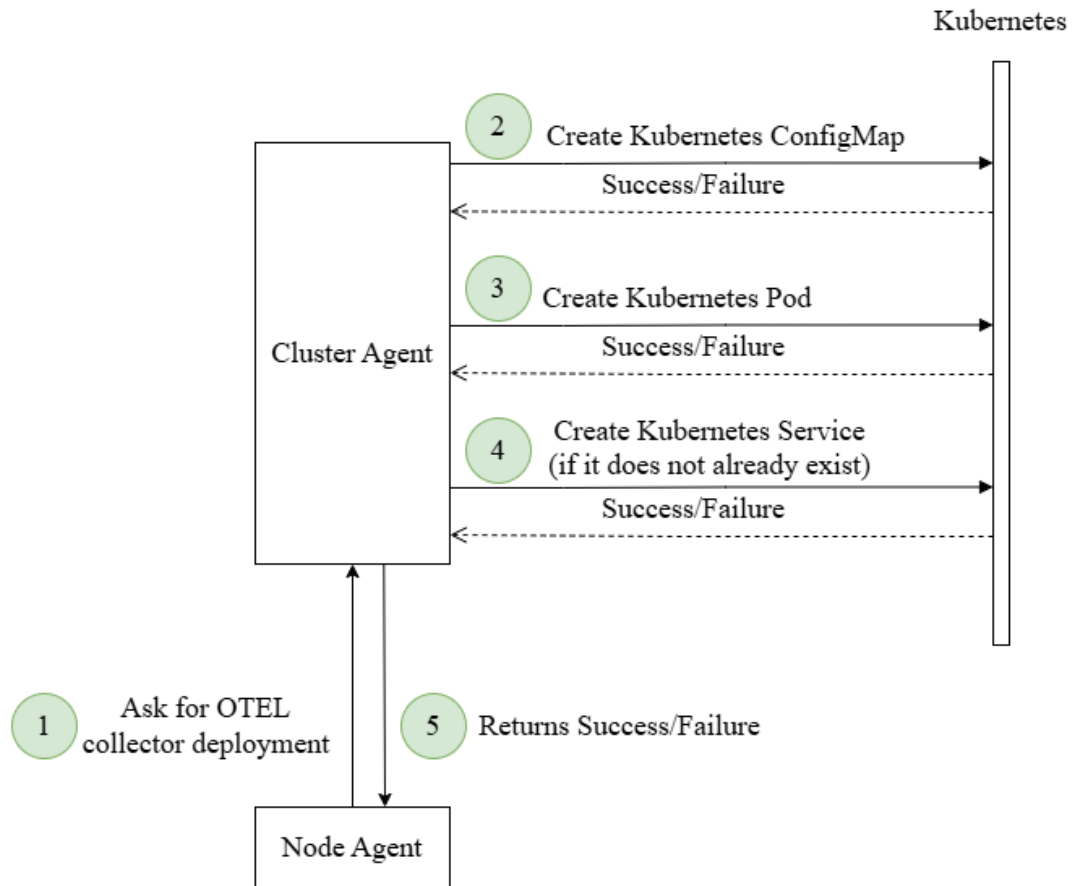 Kubernetes
2
Create Kubernetes ConfigMap
Success/Failure
3
Create Kubernetes Pod
Success/Failure
Cluster Agent
4
Create Kubernetes Service
(if it does not already exist)
Success/Failure
1
Ask for OTEL
collector deployment
5
Returns Success/Failure
Node Agent